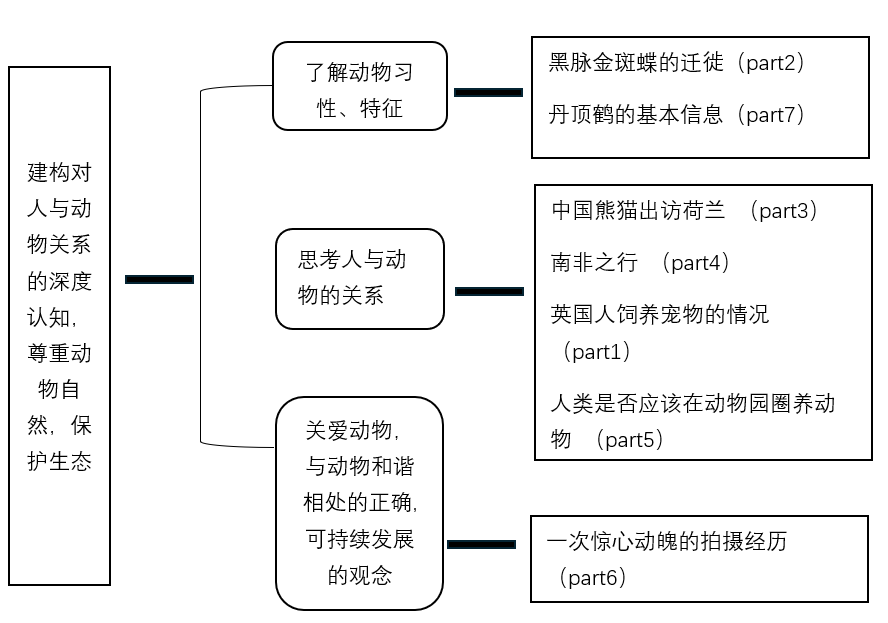 建构对
人与动
物关系
的深度
认知，
尊重动
物自
然，保
护生态
了解动物习
性、特征
黑脉金斑蝶的迁徙（part2）
丹顶鹤的基本信息（part7）
思考人与动
物的关系
中国熊猫出访荷兰 （part3）
南非之行 （part4）
英国人饲养宠物的情况
（part1）
人类是否应该在动物园圈养动
物 （part5）
关爱动物，
与动物和谐
相处的正确，
可持续发展
的观念
一次惊心动魄的拍摄经历
（part6）